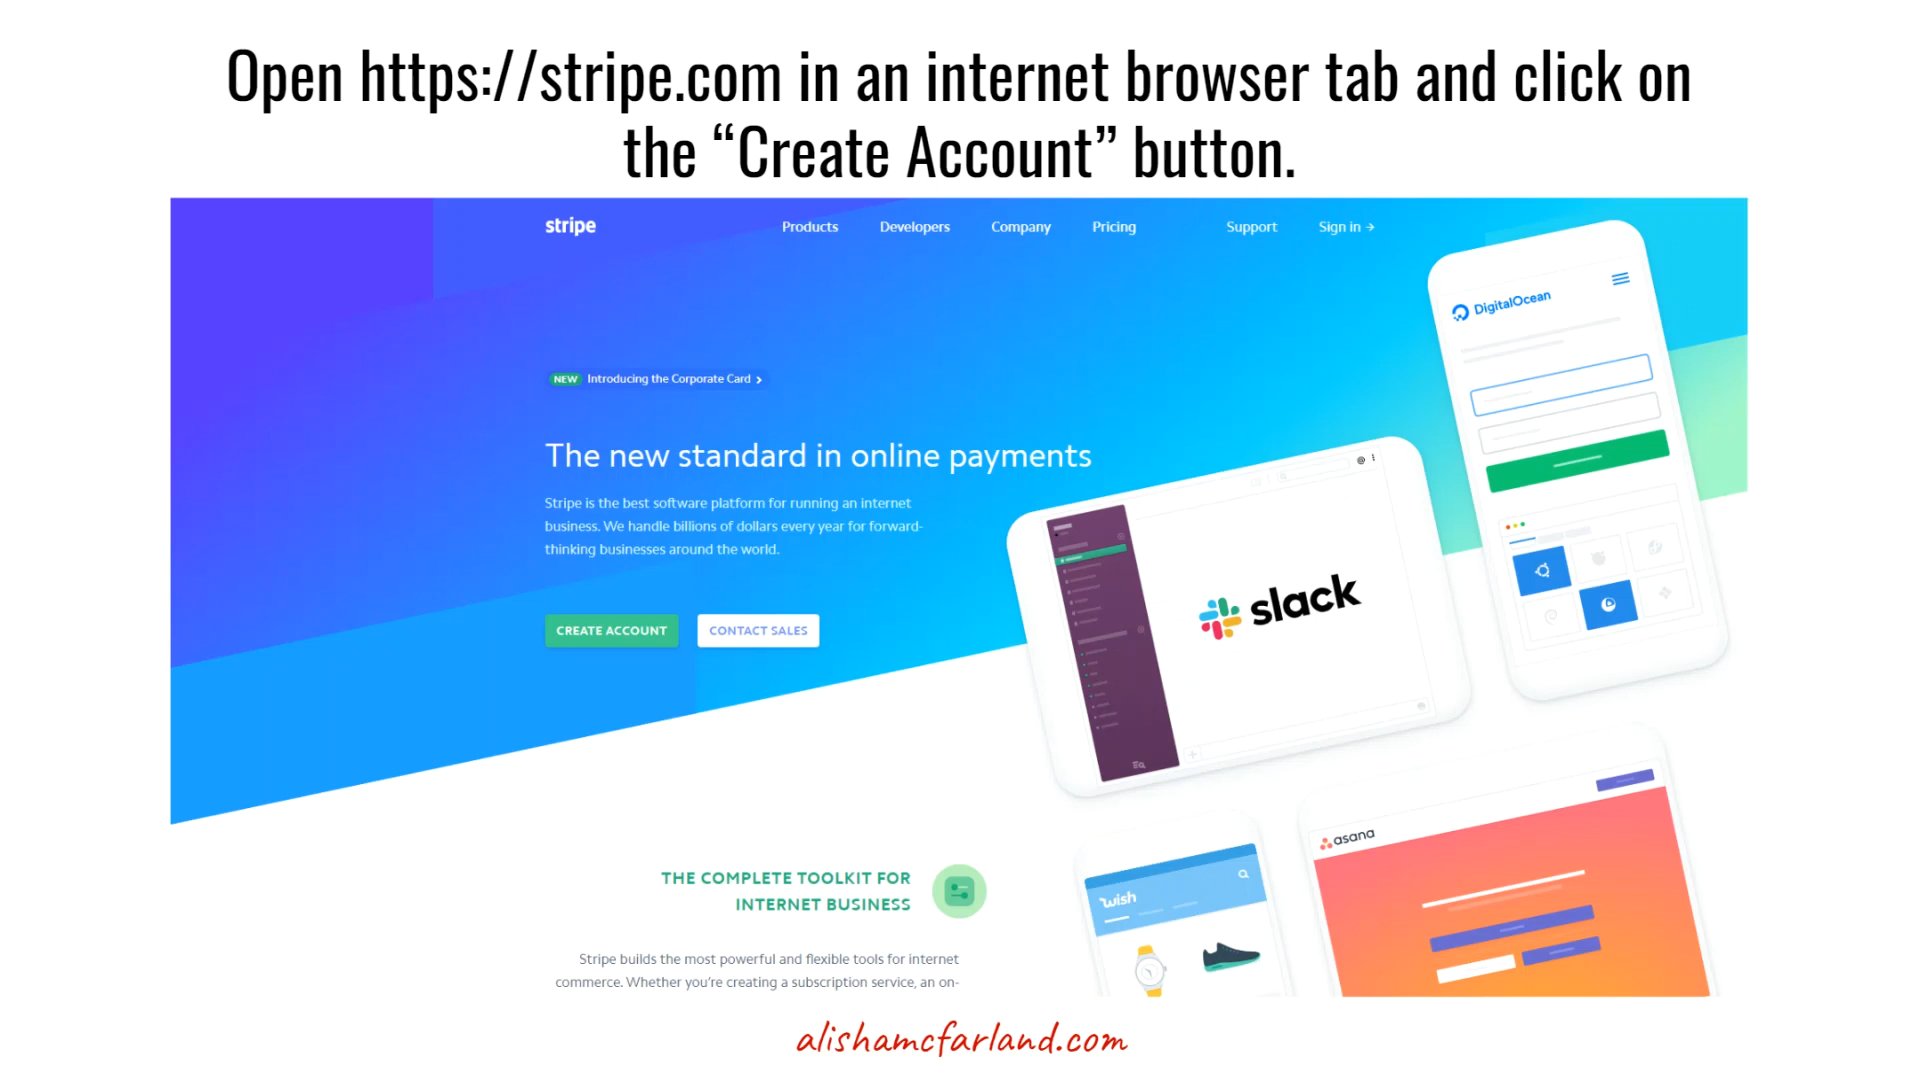 Open https://stripe.com in an internet browser tab and click on
the “Create Account” button.
stripe
Products
Developers
Company
Pricing
Support
Sign in →
NEW Introducing the Corporate Card >
The new standard in online payments
Stripe is the best software platform for running an internet
business. We handle billions of dollars every year for forward-
thinking businesses around the world.
CREATE ACCOUNT
CONTACT SALES
DigitalOcean
slack
asana
wish
THE COMPLETE TOOLKIT FOR
INTERNET BUSINESS
Stripe builds the most powerful and flexible tools for internet
commerce. Whether you’re creating a subscription service, an on-
alishamcfarland.com